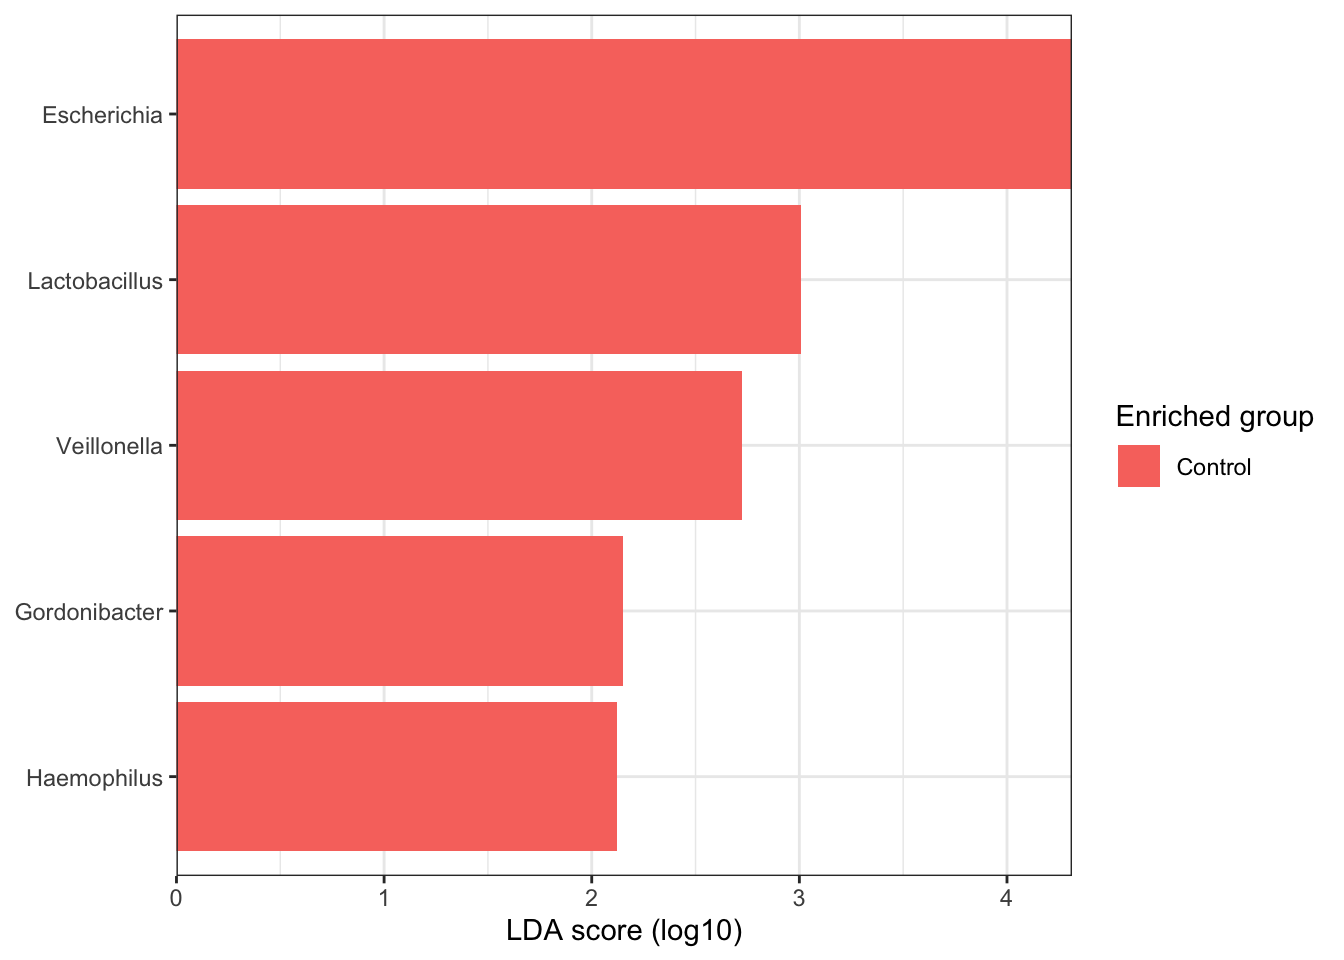 Escherichia
Lactobacillus
Veillonella
Gordonibacter
Haemophilus
0 1 2 3 4
LDA score (log10)
Enriched group
Control